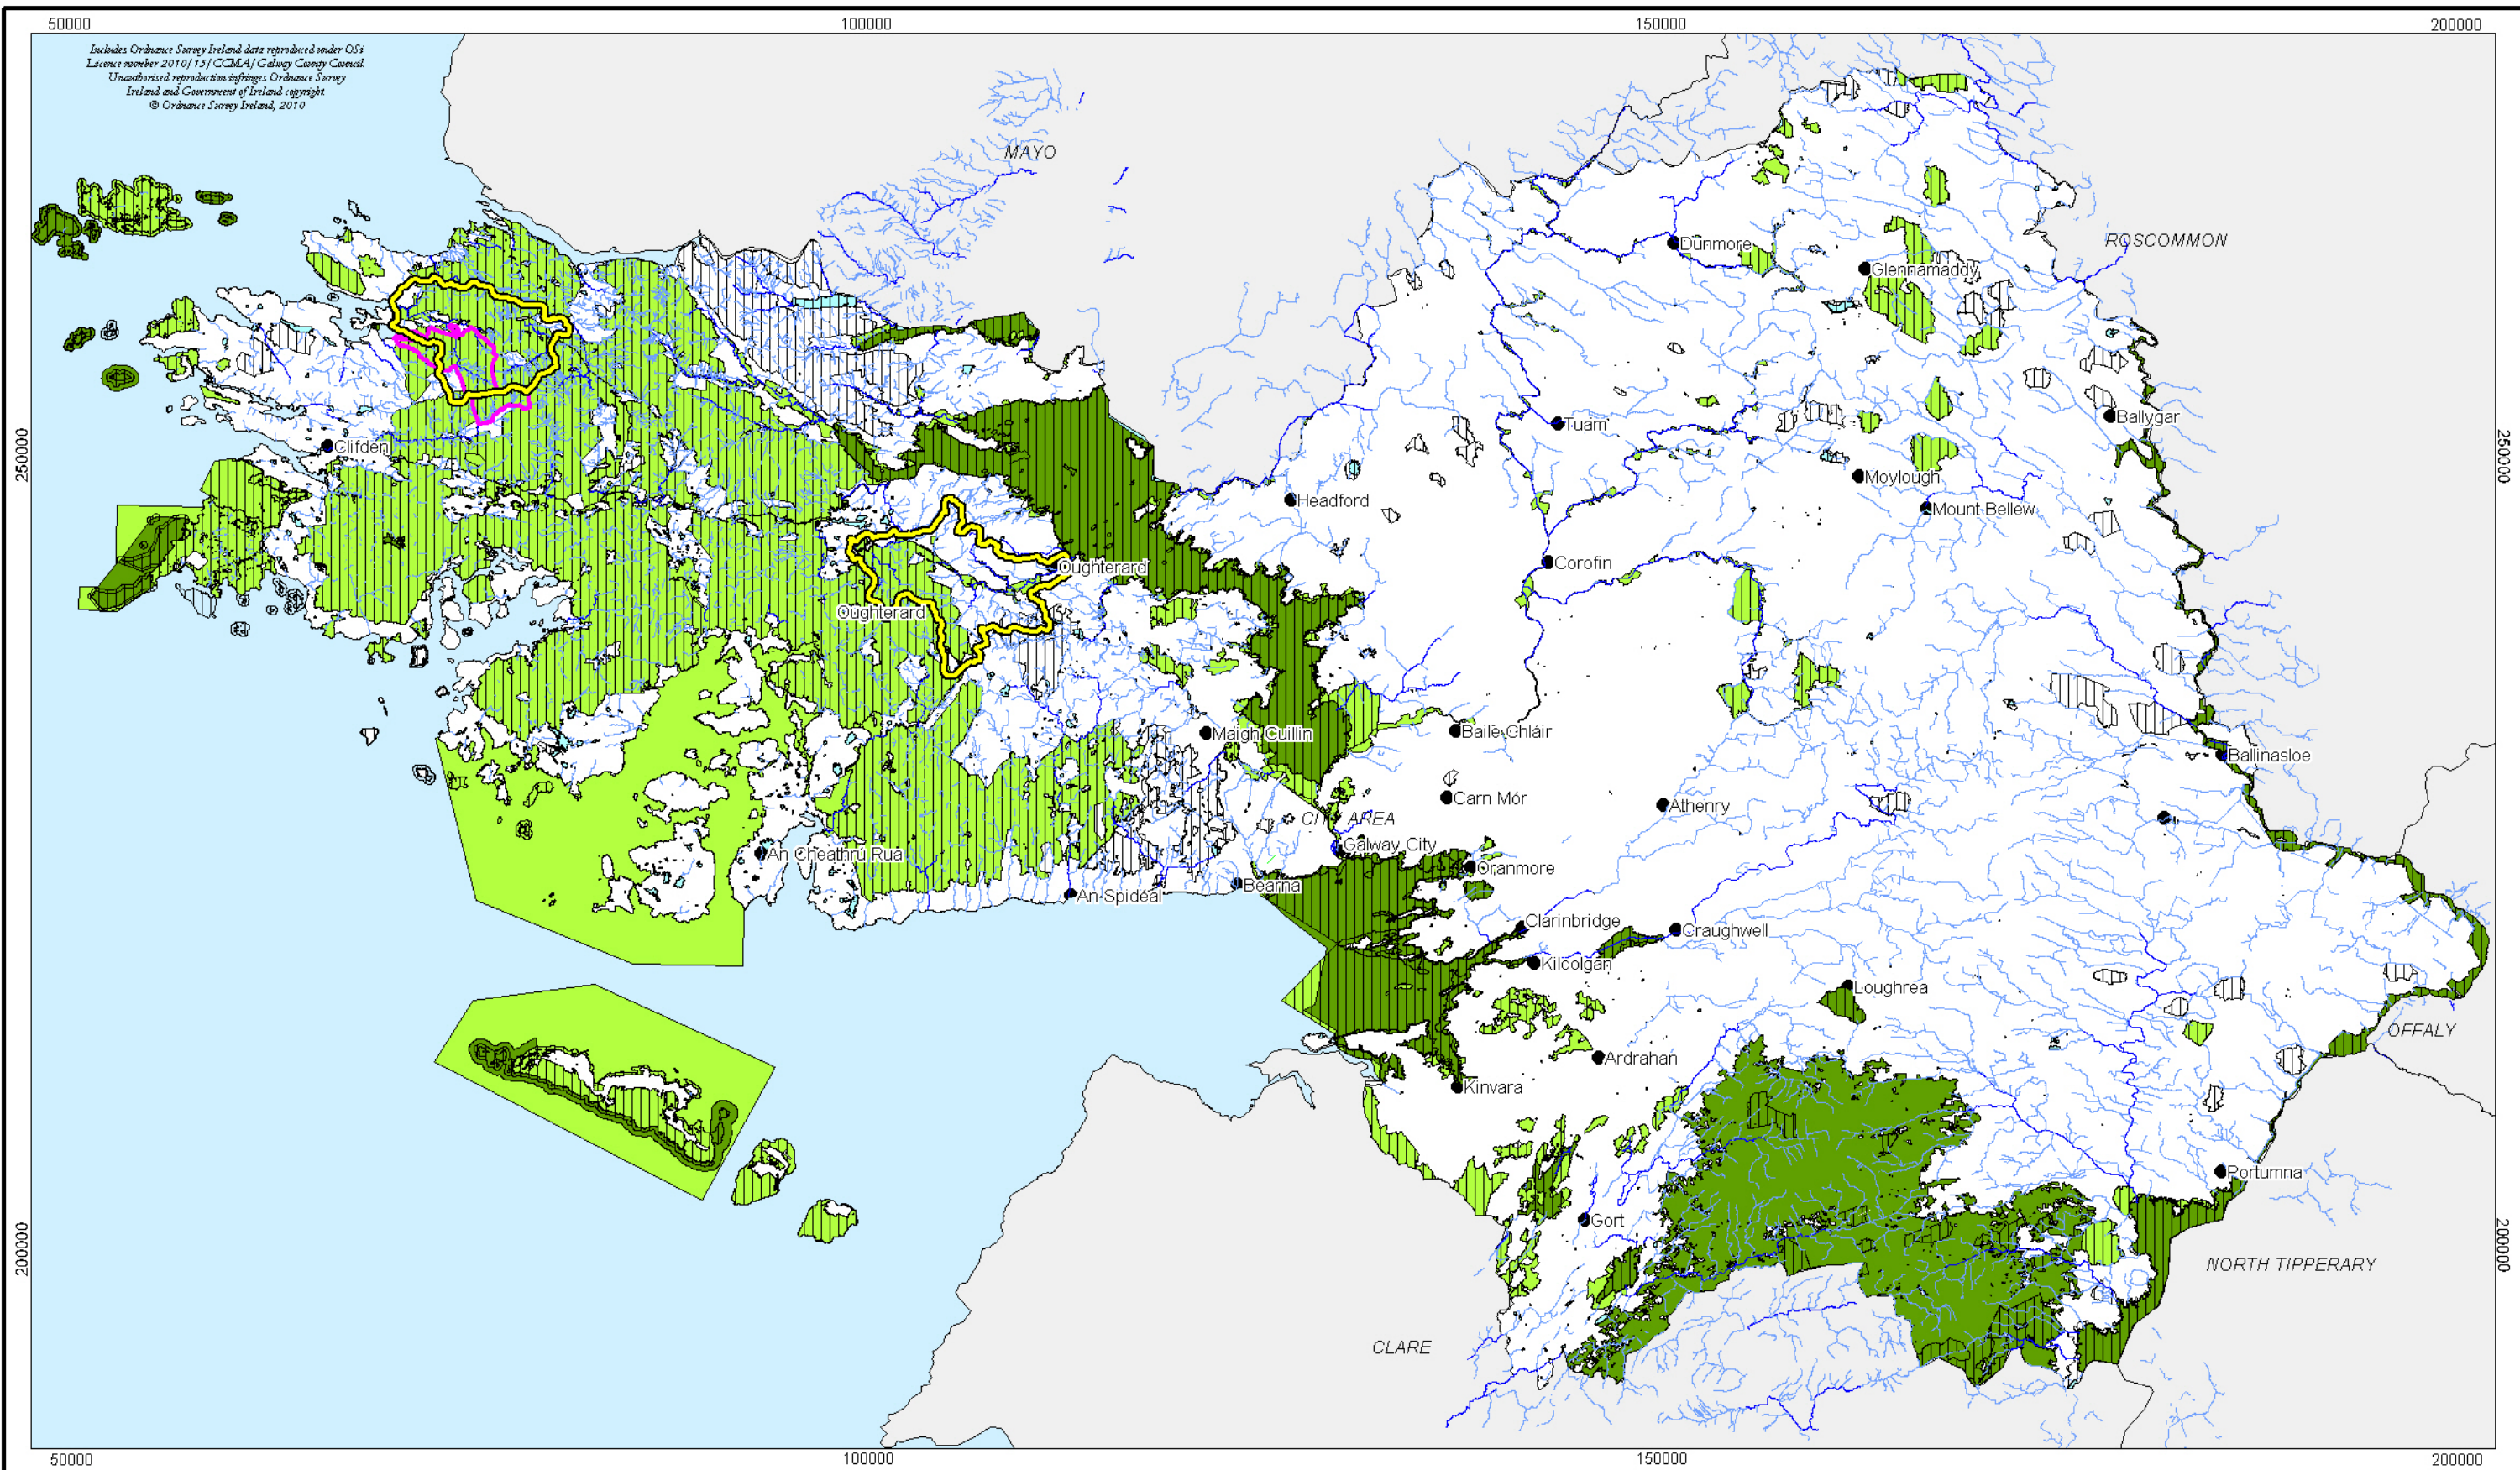 50000 100000 150000 200000
Includes Ordnance Survey Ireland data reproduced under OSi
Licence number 2010/15/CCMA/Galway County Council.
Unauthorised reproduction infringes Ordnance Survey
Ireland and Government of Ireland copyright
© Ordnance Survey Ireland, 2010
MAYO
ROSCOMMON
Dunmore
Glennamaddy
Ballygar
Tuam
Clifden
250000
250000
Moylough
Headford
Mount Bellew
Corofin
Oughterard
Oughterard
Maigh Cuillin
Baile Chláir
Ballinasloe
Carn Mór
Athenry
CITY AREA
Galway City
An Cheathrú Rua
Oranmore
Bearna
An Spidéal
Clarinbridge
Craughwell
Kilcolgan
Loughrea
OFFALY
Ardrahan
Kinvara
Portumna
Gort
200000
200000
NORTH TIPPERARY
CLARE
50000 100000 150000 200000